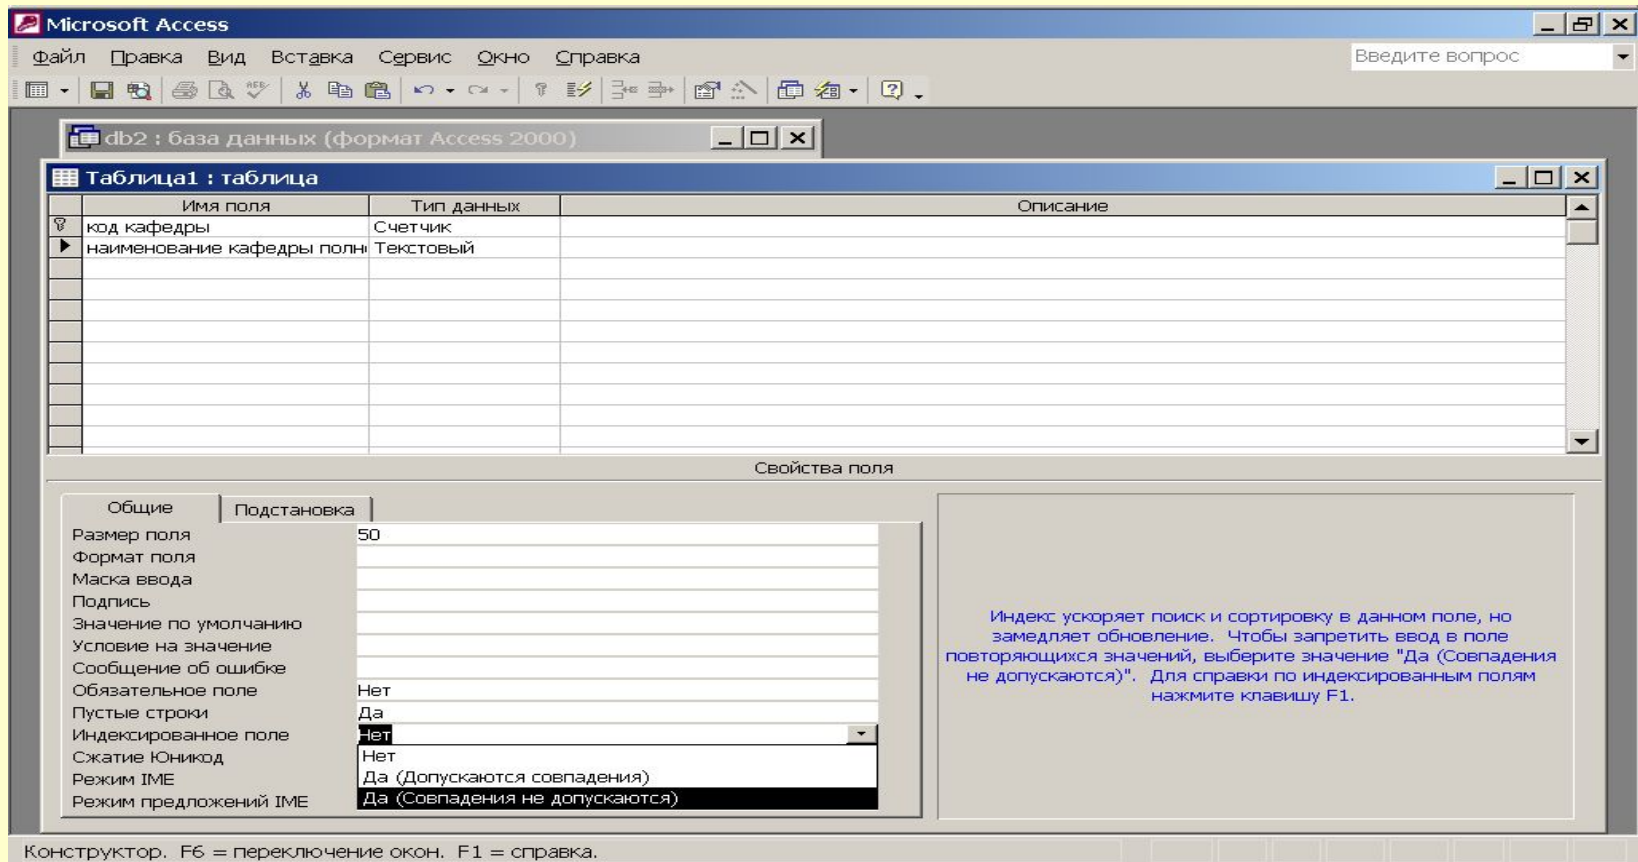 Microsoft Access
Файл Правка Вид Вставка Сервис Окно Справка Введите вопрос
db2 : база данных (формат Access 2000)
Таблица1 : таблица
Имя поля Тип данных Описание
код кафедры Счетчик
наименование кафедры полн Текстовый
Свойства поля
Общие Подстановка
Размер поля 50
Формат поля
Маска ввода
Подпись
Значение по умолчанию
Условие на значение
Сообщение об ошибке
Обязательное поле Нет
Пустые строки Да
Индексированное поле Нет
Сжатие Юникод Нет
Режим IME Да (Допускаются совпадения)
Режим предложений IME Да (Совпадения не допускаются)
Индекс ускоряет поиск и сортировку в данном поле, но
замедляет обновление. Чтобы запретить ввод в поле
повторяющихся значений, выберите значение "Да (Совпадения
не допускаются)". Для справки по индексированным полям
нажмите клавишу F1.
Конструктор. F6 = переключение окон. F1 = справка.